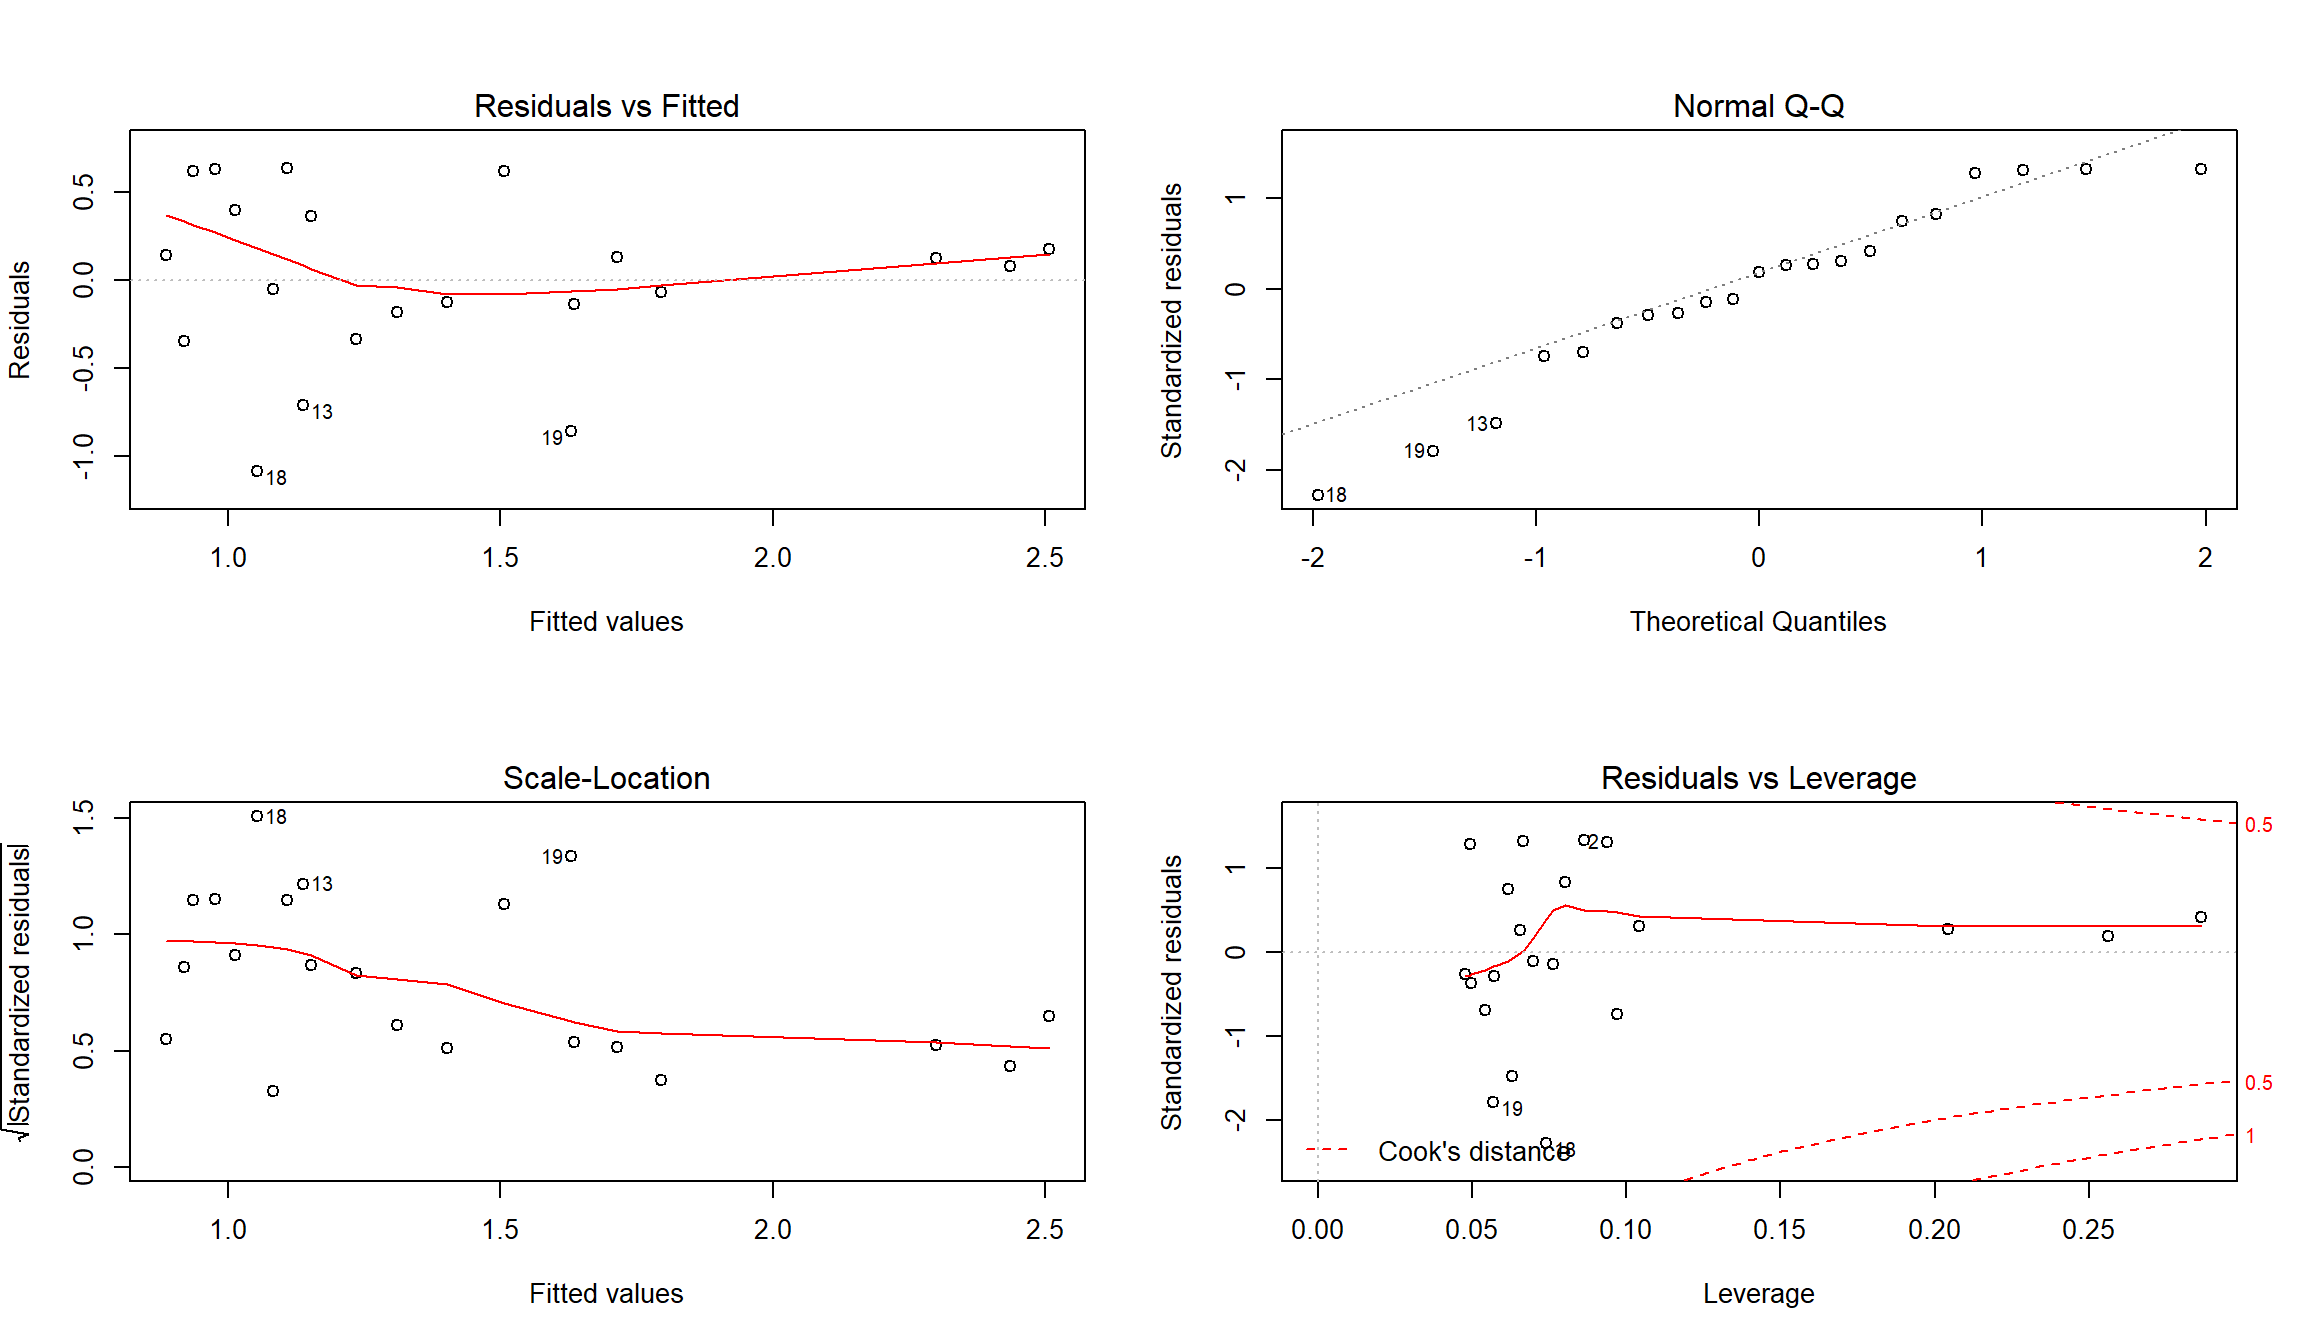 Residuals vs Fitted
Residuals
0.5
0.0
-0.5
-1.0
13
19
18
1.0 1.5 2.0 2.5
Fitted values
Normal Q-Q
Standardized residuals
1
0
-1
-2
13
19
18
-2 -1 0 1 2
Theoretical Quantiles
Scale-Location
√|Standardized residuals|
1.5
1.0
0.5
0.0
18
19
13
1.0 1.5 2.0 2.5
Fitted values
Residuals vs Leverage
Standardized residuals
1
0
-1
-2
0.5
2
0.5
19
1
18
Cook's distance
0.00 0.05 0.10 0.15 0.20 0.25
Leverage